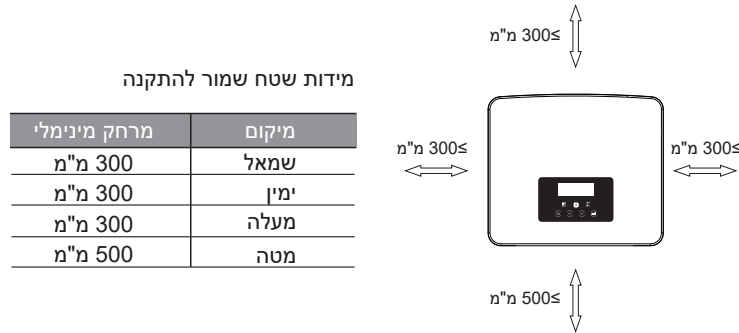 מידות שטח שמור להתקנה
מיקום	מרחק מינימלי
שמאל	300 מ"מ
ימין	300 מ"מ
מעלה	300 מ"מ
מטה	500 מ"מ
≥300 מ"מ
≥300 מ"מ
≥300 מ"מ
≥500 מ"מ